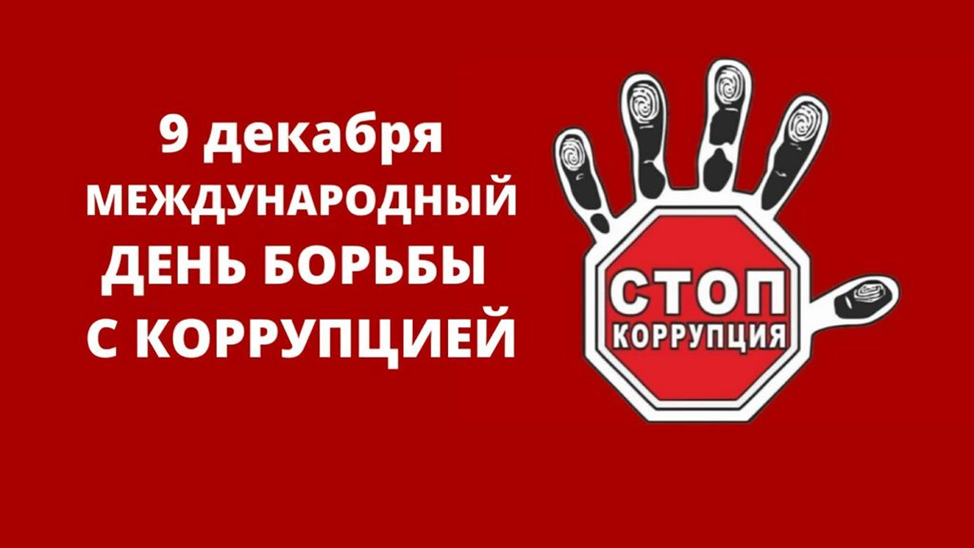 9 декабря
МЕЖДУНАРОДНЫЙ
ДЕНЬ БОРЬБЫ
С КОРРУПЦИЕЙ
СТОП
КОРРУПЦИЯ